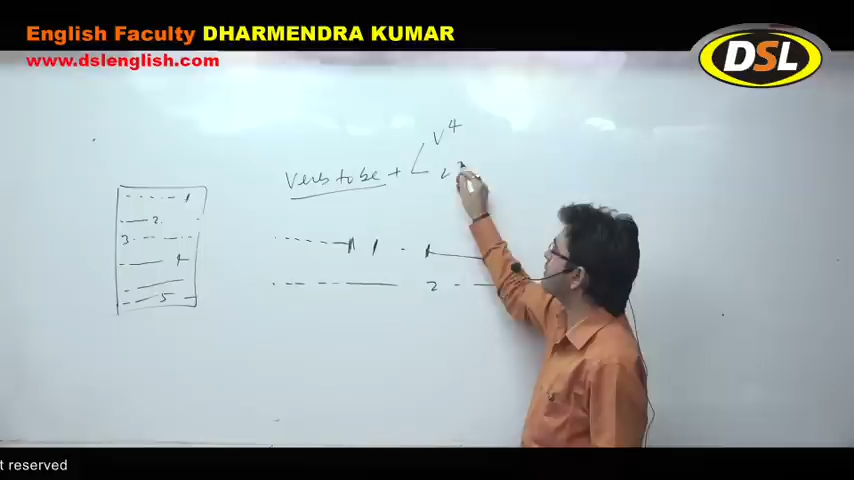 English Faculty DHARMENDRA KUMAR
www.dslenglish.com
DSL
V4
Verb to be +
1
2
3
4
5
1
2
t reserved